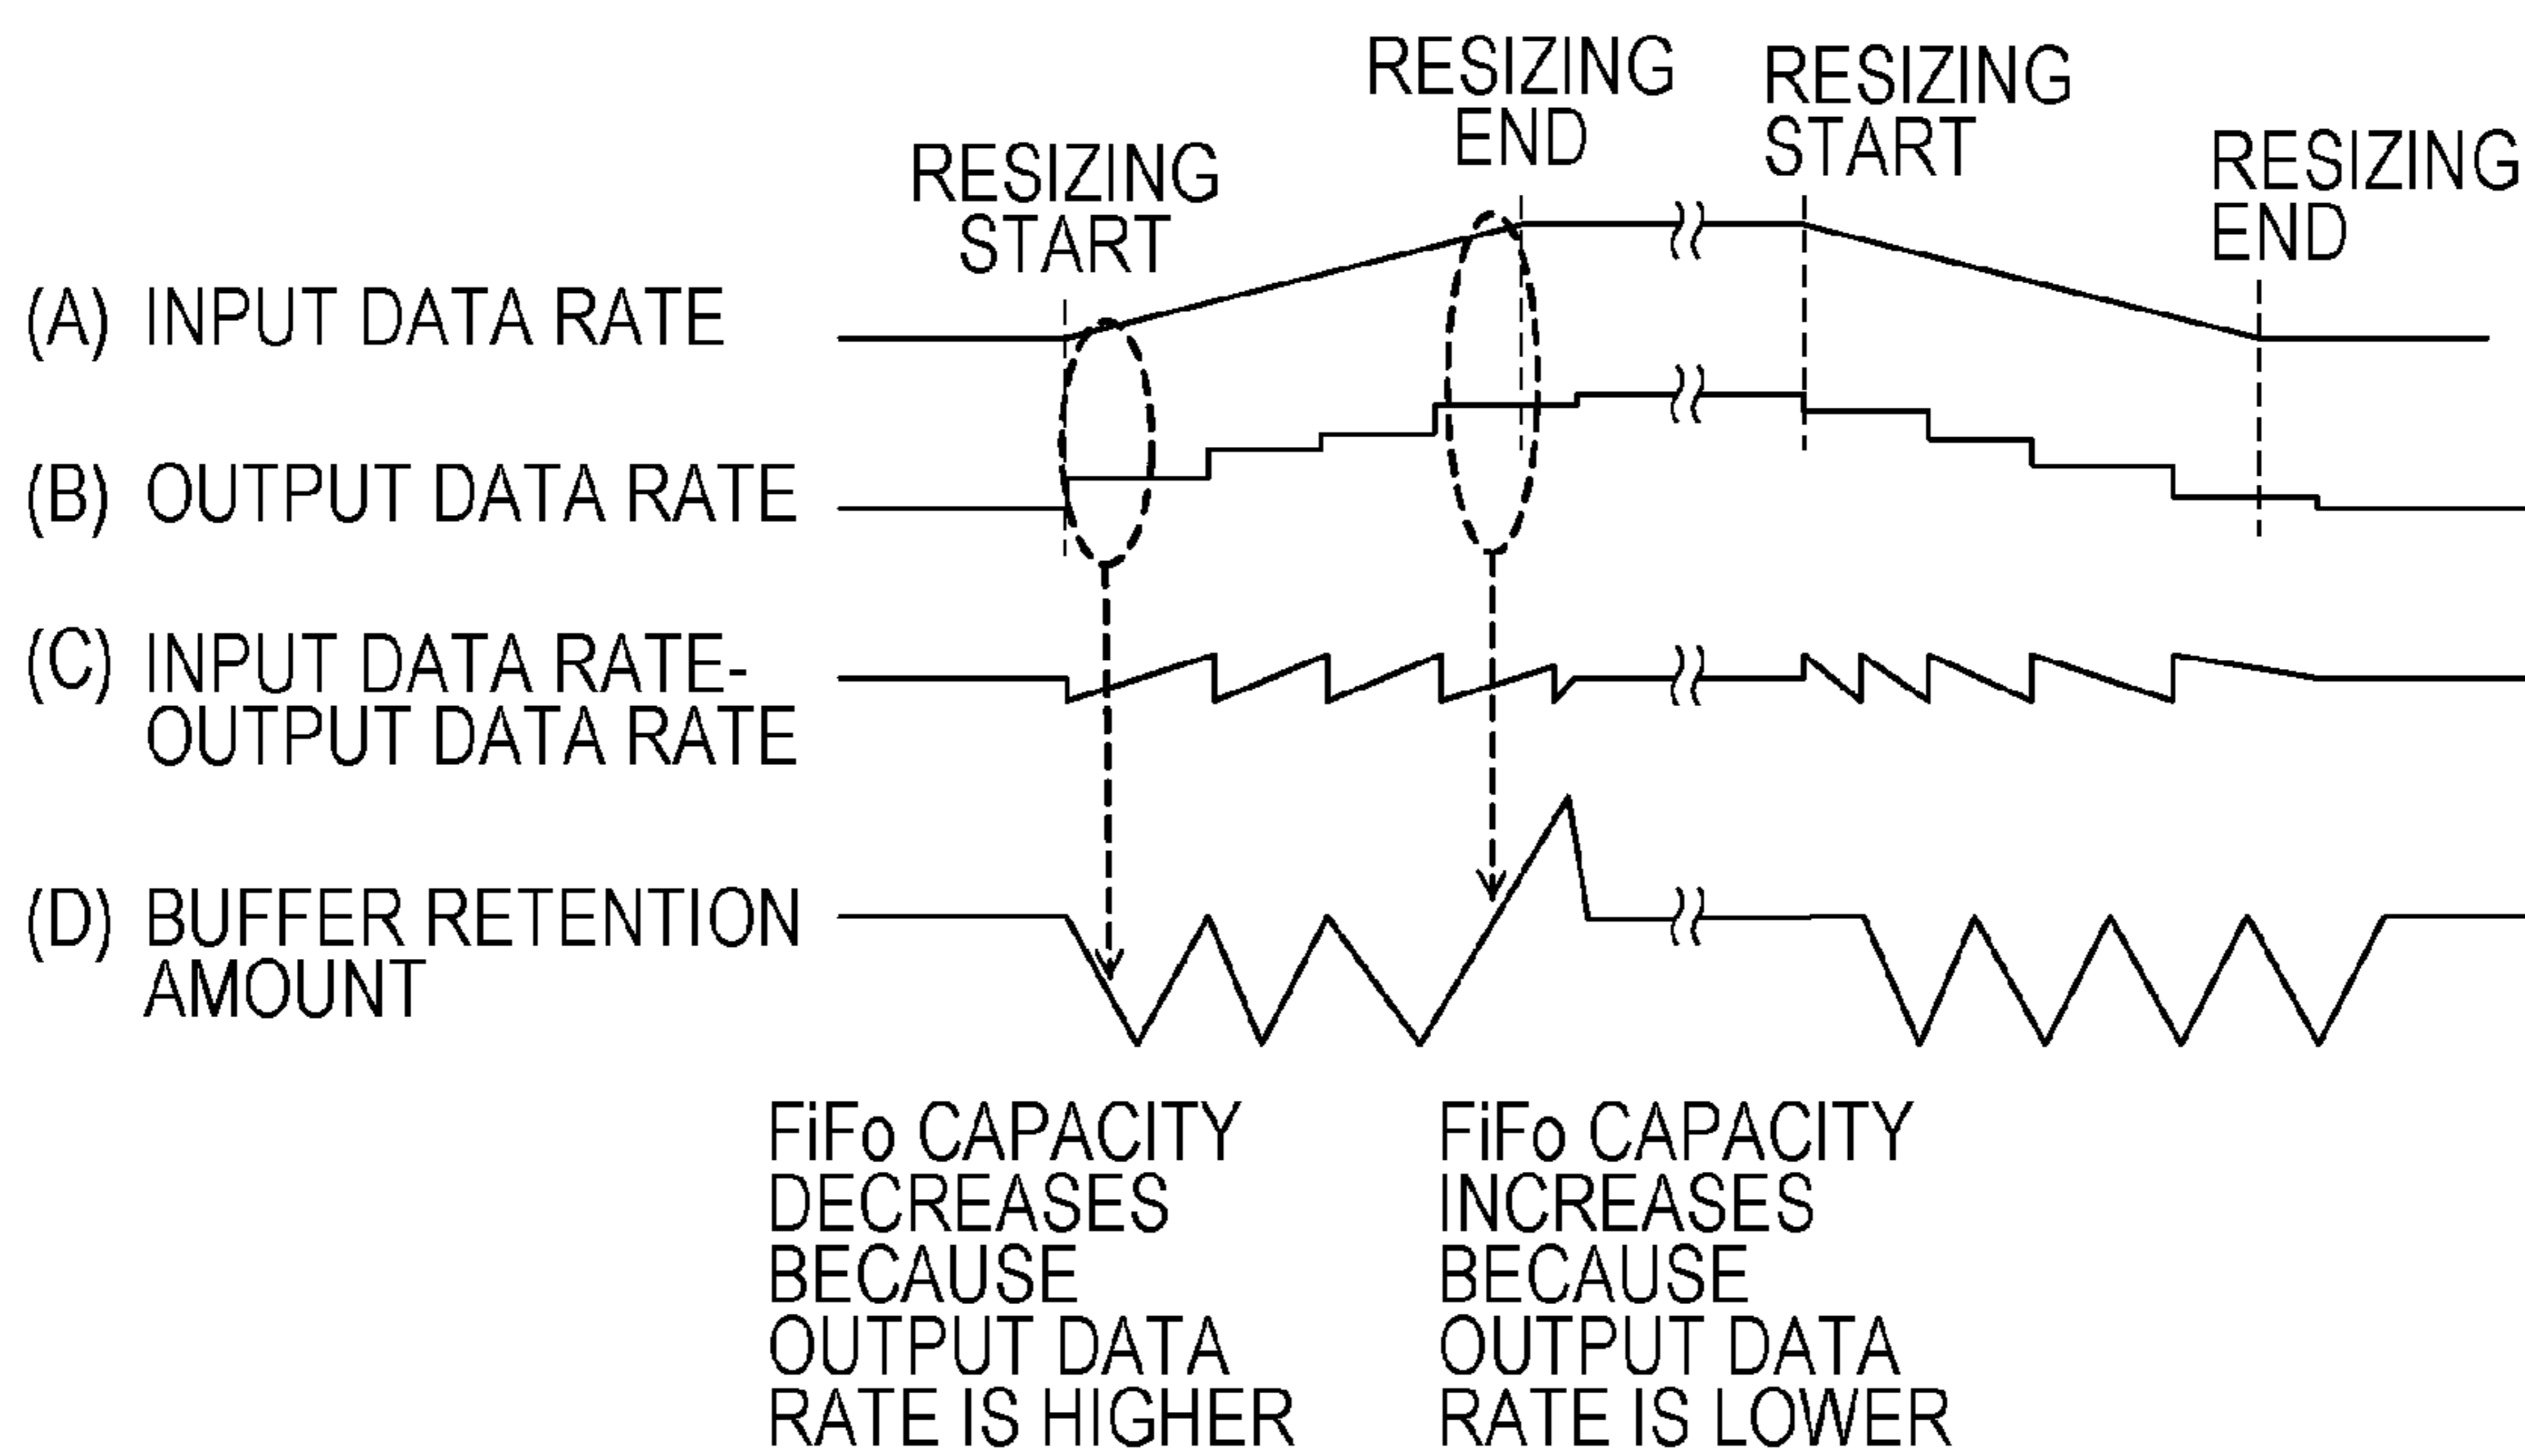 RESIZING
START
RESIZING
END
RESIZING
START
RESIZING
END
(A) INPUT DATA RATE
(B) OUTPUT DATA RATE
(C) INPUT DATA RATE-
OUTPUT DATA RATE
(D) BUFFER RETENTION
AMOUNT
FiFo CAPACITY
DECREASES
BECAUSE
OUTPUT DATA
RATE IS HIGHER
FiFo CAPACITY
INCREASES
BECAUSE
OUTPUT DATA
RATE IS LOWER